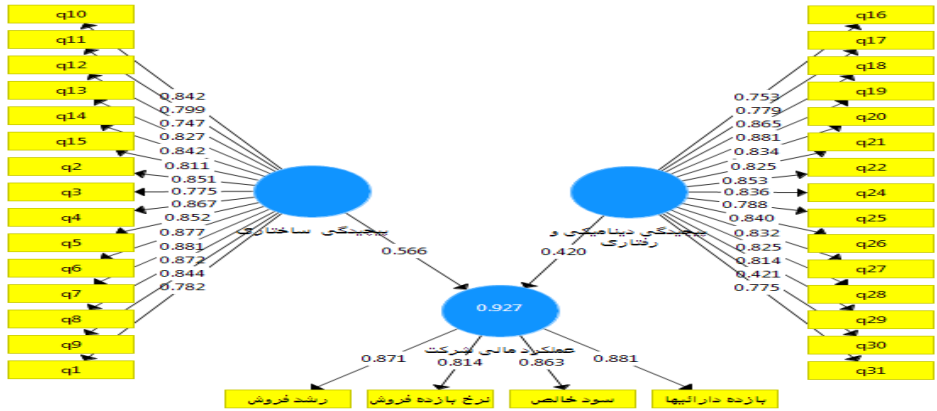 q10
q11
q12
q13
q14
q15
q2
q3
q4
q5
q6
q7
q8
q9
q1
0.842
0.799
0.747
0.827
0.842
0.811
0.851
0.775
0.867
0.852
0.877
0.881
0.872
0.844
0.782
پیچیدگی ساختاری
0.566
q16
q17
q18
q19
q20
q21
q22
q24
q25
q26
q27
q28
q29
q30
q31
0.753
0.779
0.865
0.881
0.834
0.825
0.853
0.836
0.788
0.840
0.832
0.825
0.814
0.421
0.775
پیچیدگی دینامیکی و
رفتاری
0.420
0.927
عملکرد مالی شرکت
0.871
0.814
0.863
0.881
رشد فروش
نرخ بازده فروش
سود خالص
بازده دارائیها